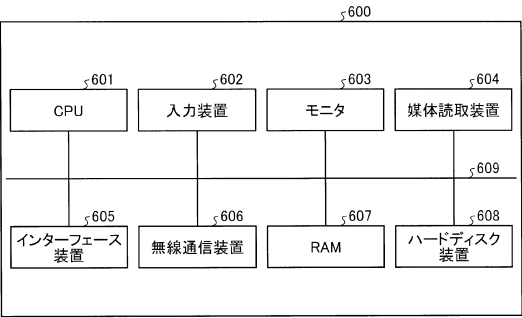 600
601 602 603 604
CPU 入力装置 モニタ 媒体読取装置
609
605 606 607 608
インターフェース装置 無線通信装置 RAM ハードディスク装置